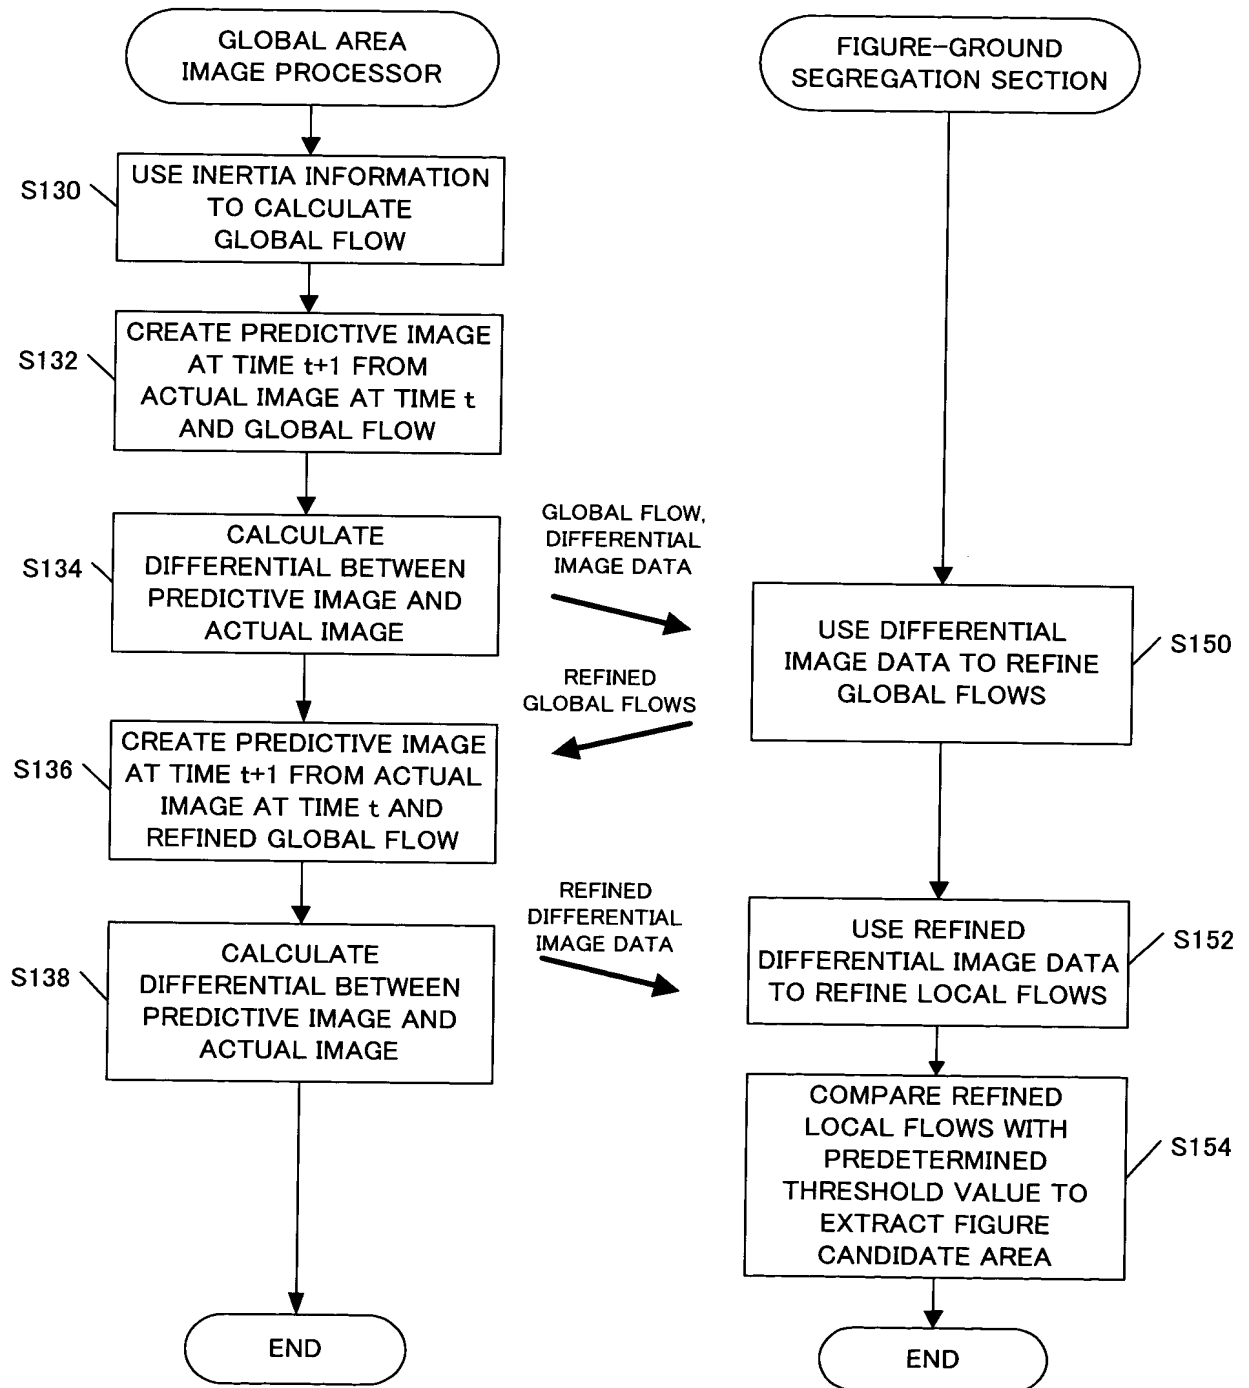 GLOBAL AREA
IMAGE PROCESSOR
S130
USE INERTIA INFORMATION
TO CALCULATE
GLOBAL FLOW
S132
CREATE PREDICTIVE IMAGE
AT TIME t+1 FROM
ACTUAL IMAGE AT TIME t
AND GLOBAL FLOW
S134
CALCULATE
DIFFERENTIAL BETWEEN
PREDICTIVE IMAGE AND
ACTUAL IMAGE
S136
CREATE PREDICTIVE IMAGE
AT TIME t+1 FROM ACTUAL
IMAGE AT TIME t AND
REFINED GLOBAL FLOW
S138
CALCULATE
DIFFERENTIAL BETWEEN
PREDICTIVE IMAGE AND
ACTUAL IMAGE
END
GLOBAL FLOW,
DIFFERENTIAL
IMAGE DATA
REFINED
GLOBAL FLOWS
REFINED
DIFFERENTIAL
IMAGE DATA
FIGURE-GROUND
SEGREGATION SECTION
USE DIFFERENTIAL
IMAGE DATA TO REFINE
GLOBAL FLOWS
S150
USE REFINED
DIFFERENTIAL IMAGE DATA
TO REFINE LOCAL FLOWS
S152
COMPARE REFINED
LOCAL FLOWS WITH
PREDETERMINED
THRESHOLD VALUE TO
EXTRACT FIGURE
CANDIDATE AREA
S154
END